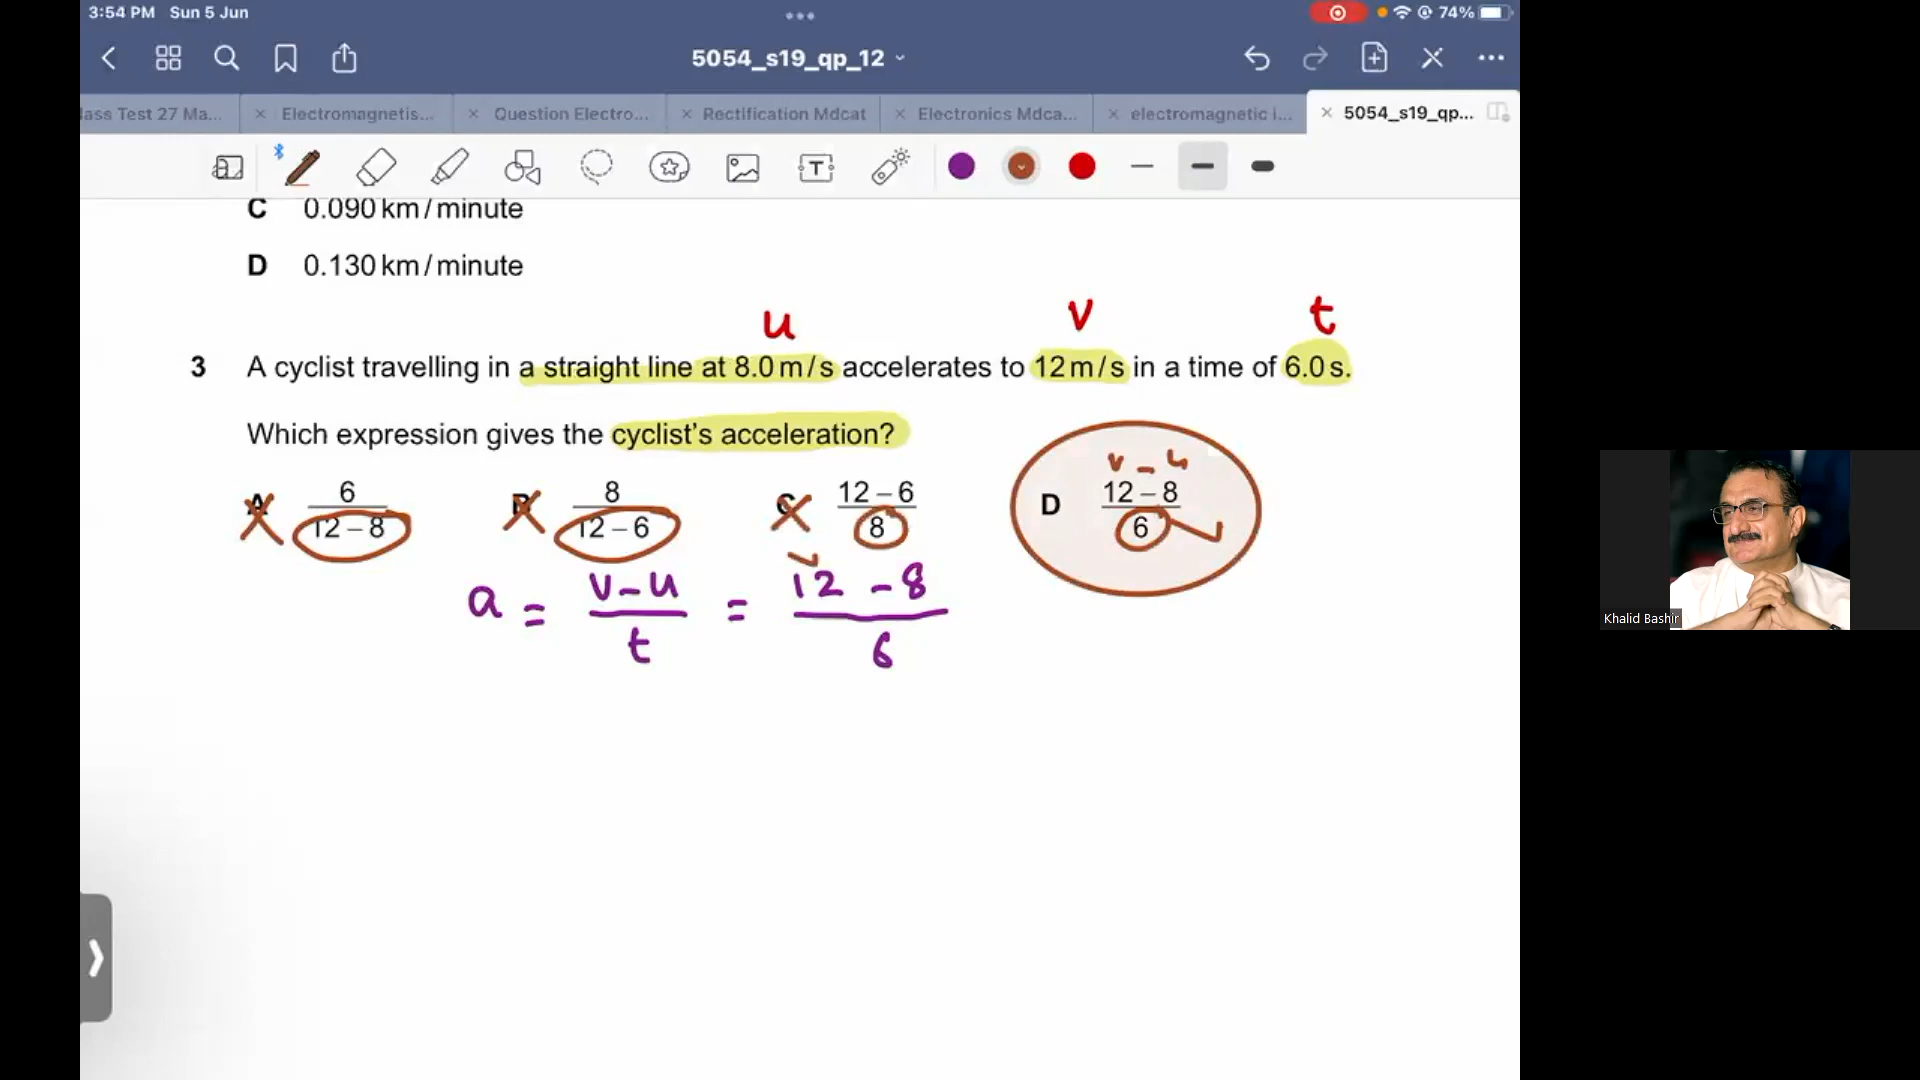 3:54 PM Sun 5 Jun
74%
5054_s19_qp_12
lass Test 27 Ma...
Electromagnetis...
Question Electro...
Rectification Mdcat
Electronics Mdca...
electromagnetic i...
5054_s19_qp...
C 0.090 km/minute
D 0.130 km/minute
u v t
3 A cyclist travelling in a straight line at 8.0 m/s accelerates to 12 m/s in a time of 6.0 s.
Which expression gives the cyclist's acceleration?
v - u
A 6 / 12 – 8 B 8 / 12 – 6 C 12 – 6 / 8 D 12 – 8 / 6
a = v-u / t = 12 - 8 / 6
Khalid Bashir